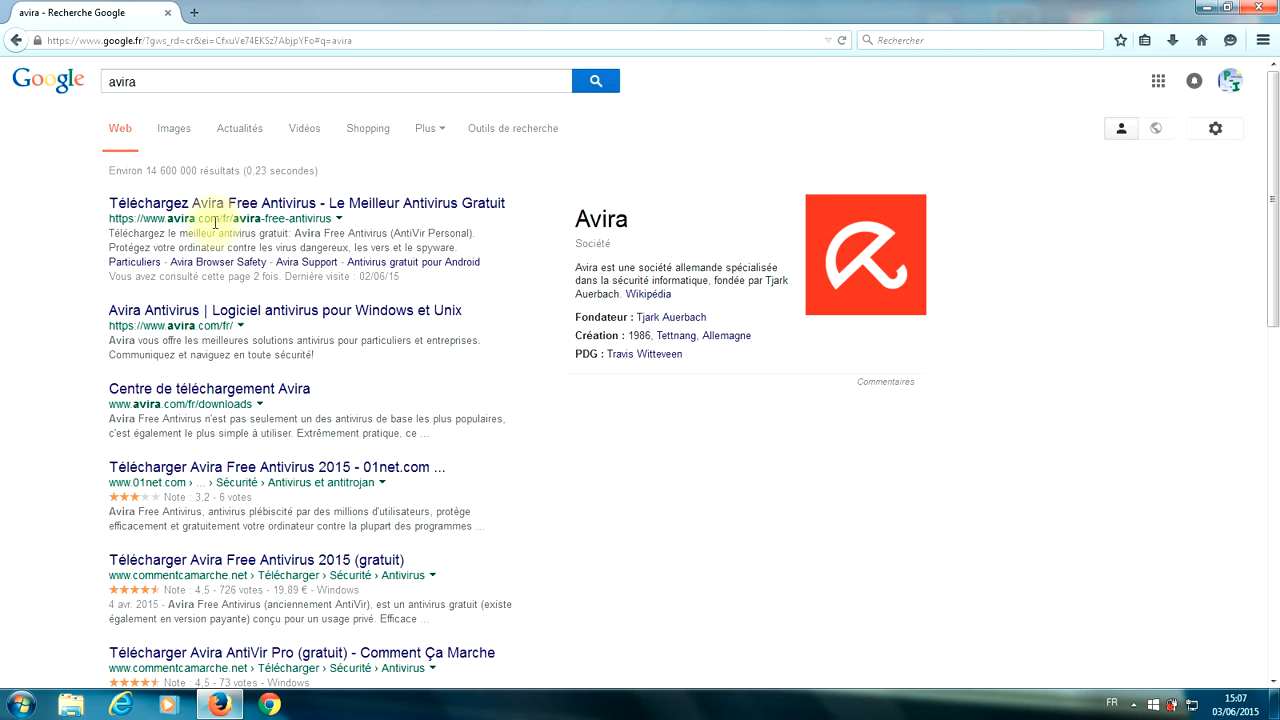 avira - Recherche Google
https://www.google.fr/?gws_rd=cr&ei=CfxuVe74EKSz7AbjpYFo#q=avira
Rechercher
Google
avira
Web Images Actualités Vidéos Shopping Plus Outils de recherche
Environ 14 600 000 résultats (0,23 secondes)
Téléchargez Avira Free Antivirus - Le Meilleur Antivirus Gratuit
https://www.avira.com/fr/avira-free-antivirus
Téléchargez le meilleur antivirus gratuit: Avira Free Antivirus (AntiVir Personal).
Protégez votre ordinateur contre les virus dangereux, les vers et le spyware.
Particuliers - Avira Browser Safety - Avira Support - Antivirus gratuit pour Android
Vous avez consulté cette page 2 fois. Dernière visite : 02/06/15
Avira Antivirus | Logiciel antivirus pour Windows et Unix
https://www.avira.com/fr/
Avira vous offre les meilleures solutions antivirus pour particuliers et entreprises.
Communiquez et naviguez en toute sécurité!
Centre de téléchargement Avira
www.avira.com/fr/downloads
Avira Free Antivirus n'est pas seulement un des antivirus de base les plus populaires,
c'est également le plus simple à utiliser. Extrêmement pratique, ce ...
Télécharger Avira Free Antivirus 2015 - 01net.com ...
www.01net.com › ... › Sécurité › Antivirus et antitrojan
Note : 3,2 - 6 votes
Avira Free Antivirus, antivirus plébiscité par des millions d'utilisateurs, protège
efficacement et gratuitement votre ordinateur contre la plupart des programmes ...
Télécharger Avira Free Antivirus 2015 (gratuit)
www.commentcamarche.net › Télécharger › Sécurité › Antivirus
Note : 4,5 - 726 votes - 19,89 € - Windows
4 avr. 2015 - Avira Free Antivirus (anciennement AntiVir), est un antivirus gratuit (existe
également en version payante) conçu pour un usage privé. Efficace ...
Télécharger Avira AntiVir Pro (gratuit) - Comment Ça Marche
www.commentcamarche.net › Télécharger › Sécurité › Antivirus
Note : 4,5 - 73 votes - Windows
Avira
Société
Avira est une société allemande spécialisée
dans la sécurité informatique, fondée par Tjark
Auerbach. Wikipédia
Fondateur : Tjark Auerbach
Création : 1986, Tettnang, Allemagne
PDG : Travis Witteveen
Commentaires
FR
15:07
03/06/2015